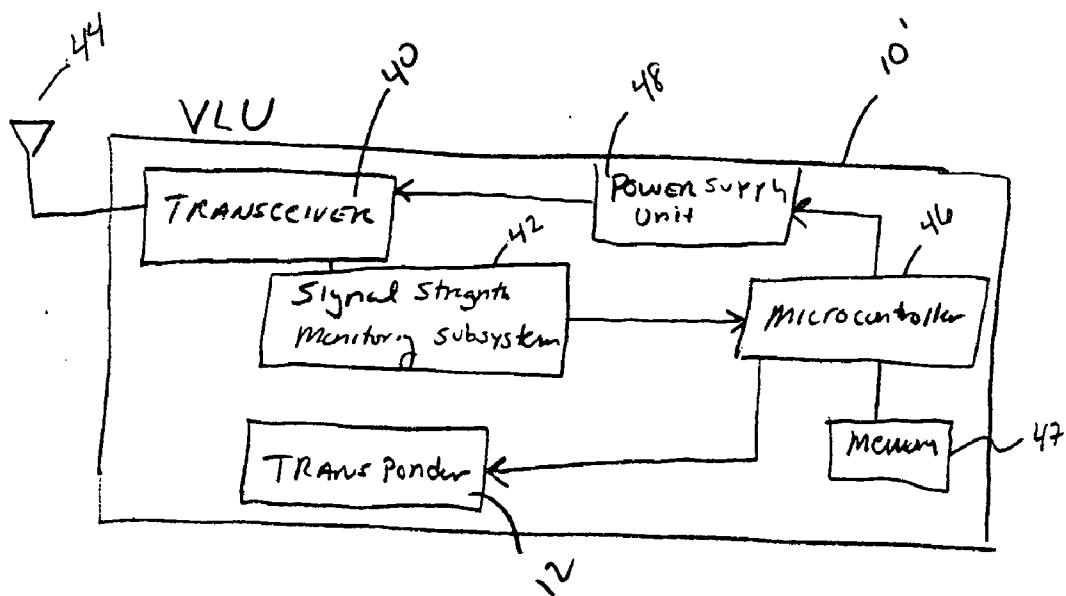 44
VLU
40
48
10'
TRANSCEIVER
POWER Supply
Unit
42
46
Signal Stregnth
Monitoring Subsystem
Microcontroller
TRANSPonder
Memory
47
12